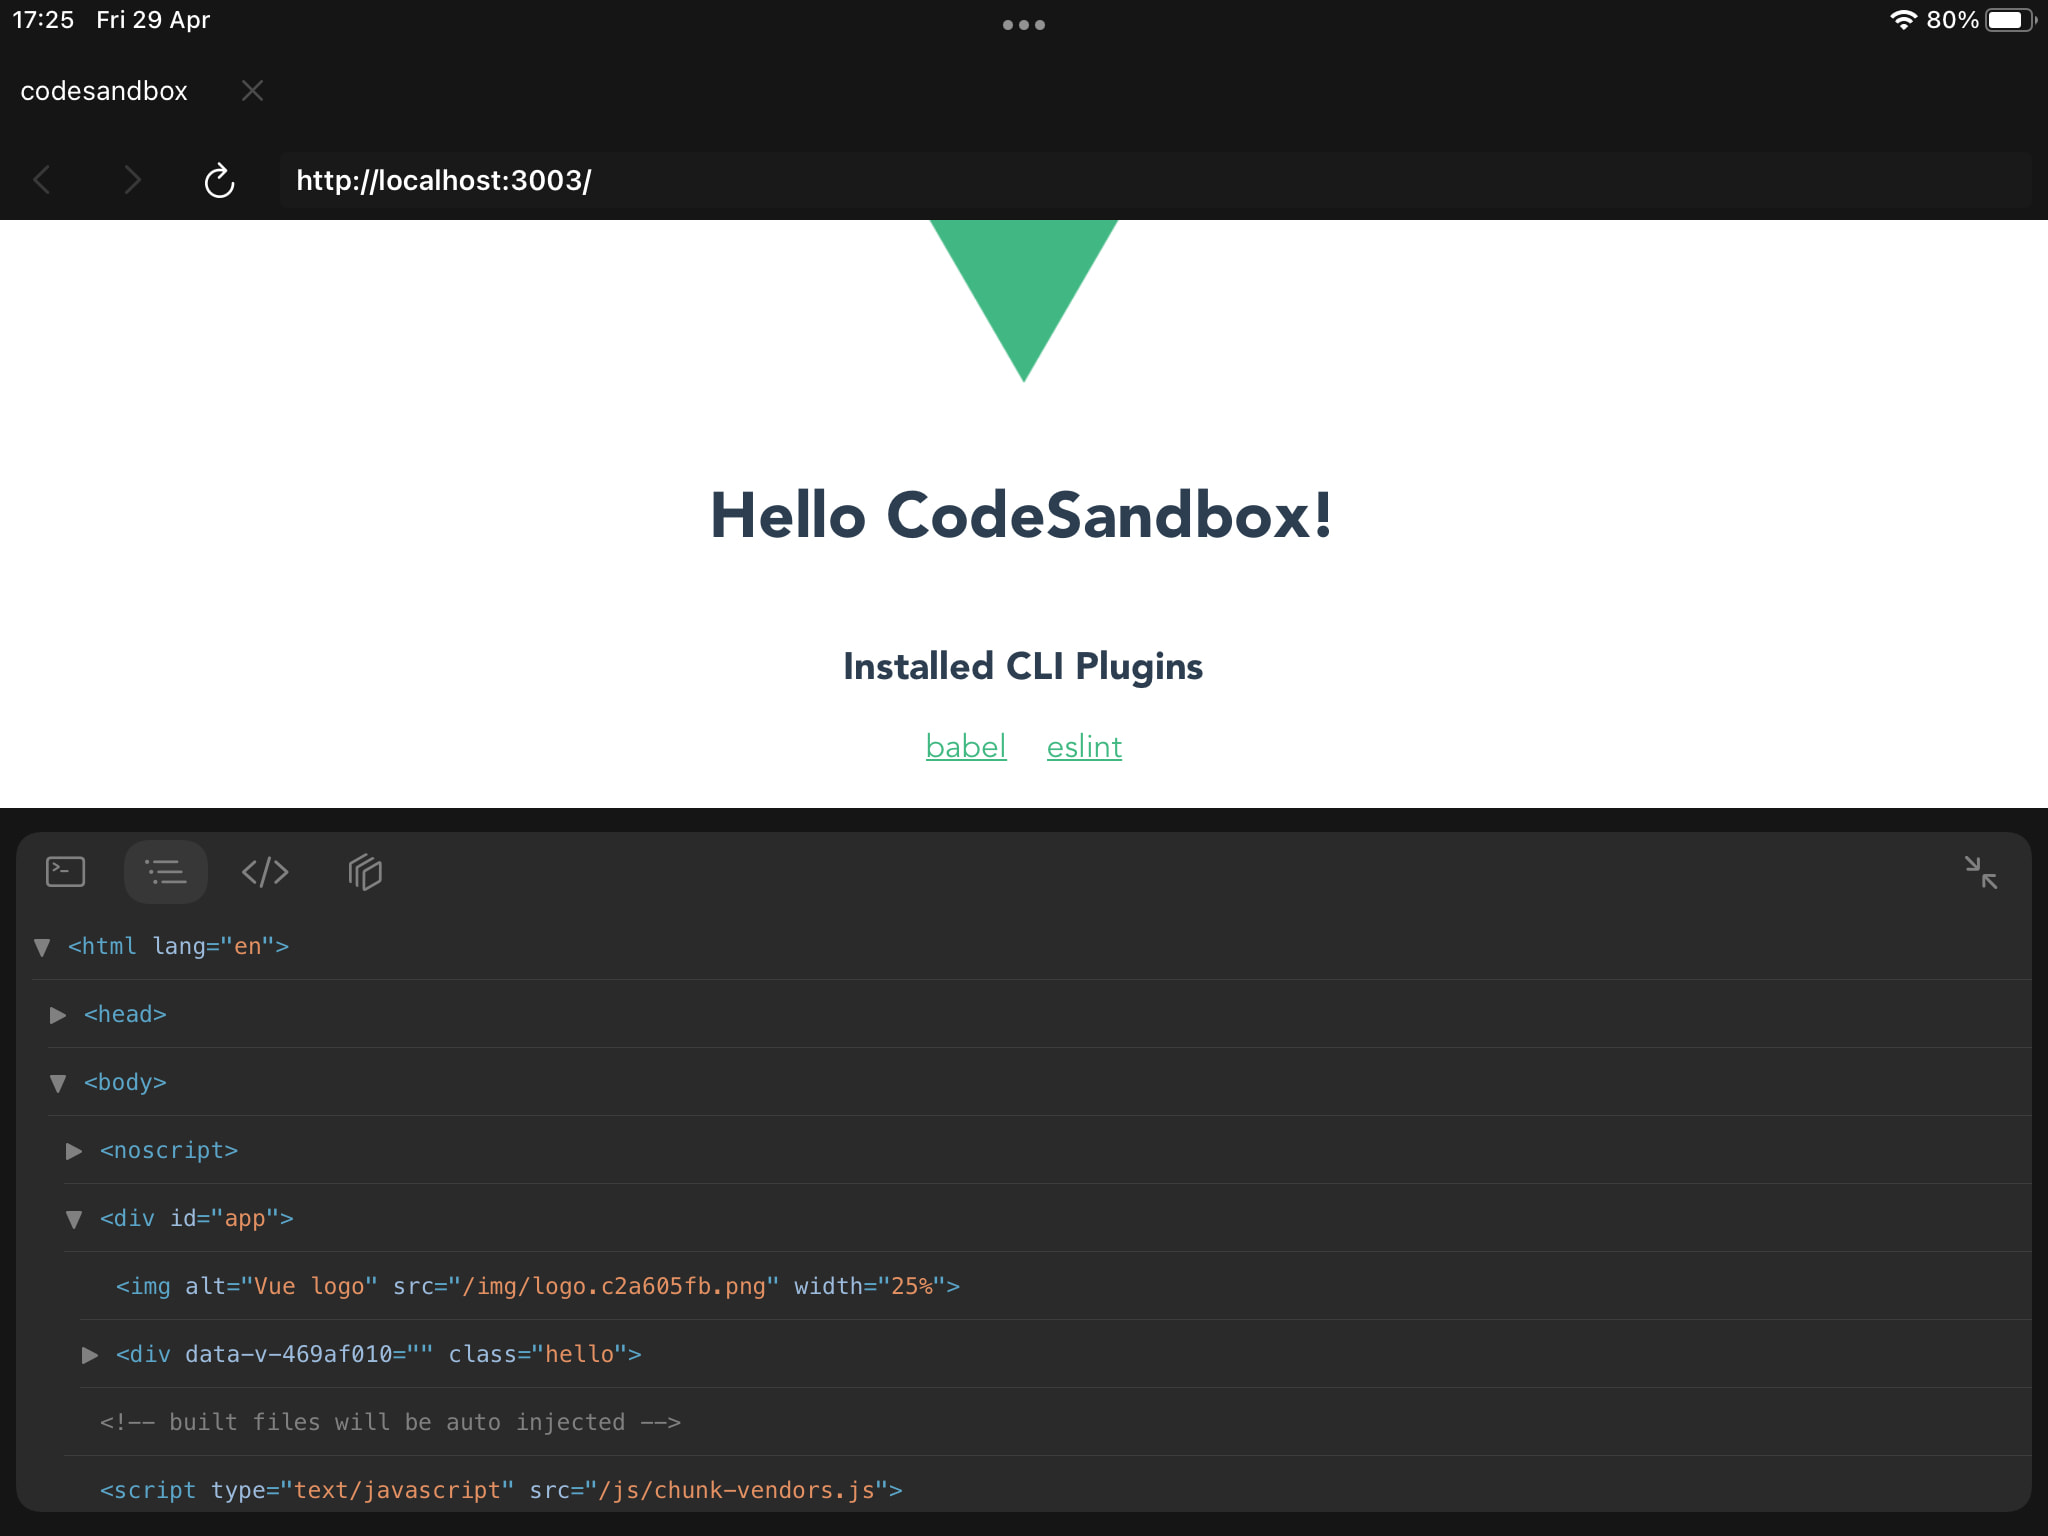 17:25 Fri 29 Apr 80%
codesandbox
http://localhost:3003/
Hello CodeSandbox!
Installed CLI Plugins
babel eslint
<html lang="en">
<head>
<body>
<noscript>
<div id="app">
<img alt="Vue logo" src="/img/logo.c2a605fb.png" width="25%">
<div data-v-469af010="" class="hello">
<!-- built files will be auto injected -->
<script type="text/javascript" src="/js/chunk-vendors.js">